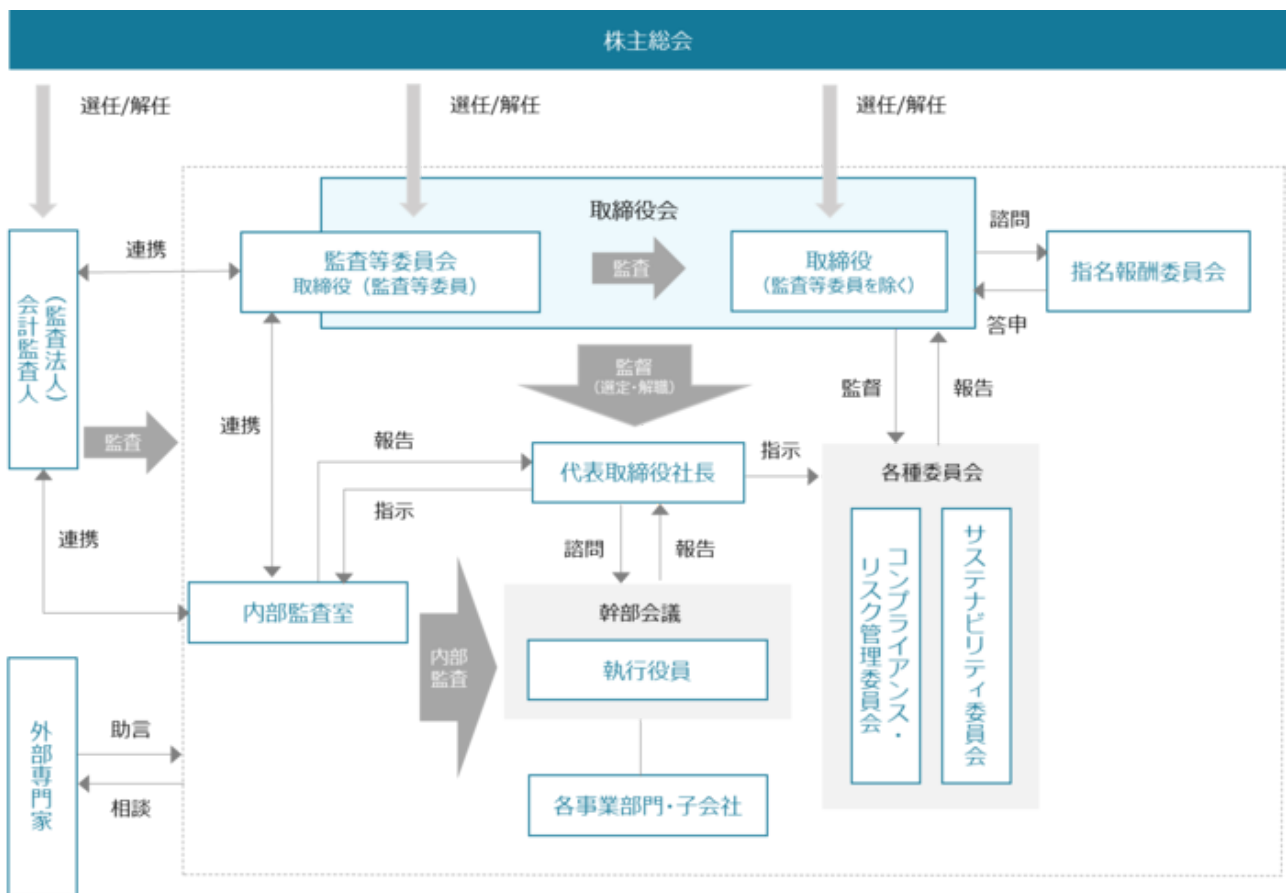 株主総会
選任/解任
選任/解任
選任/解任
取締役会
監査等委員会
取締役（監査等委員）
監査
取締役
（監査等委員を除く）
諮問
指名報酬委員会
答申
連携
会計監査人
（監査法人）
監査
連携
連携
監督
（選定・解職）
監督
報告
報告
指示
代表取締役社長
指示
諮問
報告
各種委員会
コンプライアンス・
リスク管理委員会
サステナビリティ委員会
内部監査室
内部
監査
幹部会議
執行役員
各事業部門・子会社
外部専門家
助言
相談